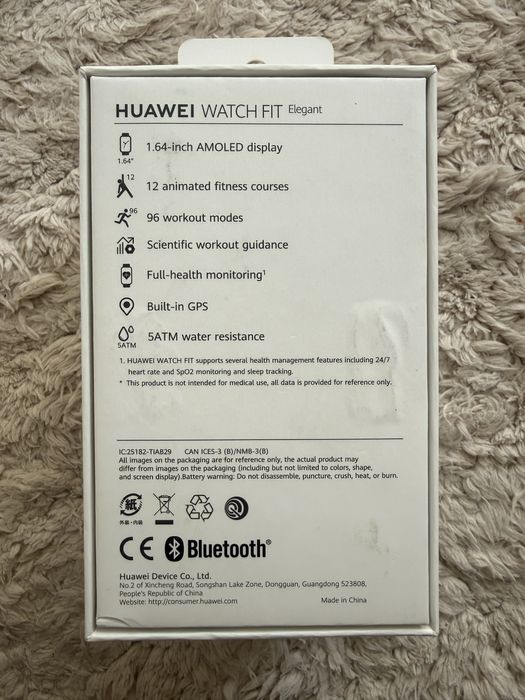 HUAWEI WATCH FIT Elegant
1.64"
1.64-inch AMOLED display
12
12 animated fitness courses
96
96 workout modes
Scientific workout guidance
Full-health monitoring¹
Built-in GPS
5ATM
5ATM water resistance
1. HUAWEI WATCH FIT supports several health management features including 24/7
heart rate and SpO2 monitoring and sleep tracking.
* This product is not intended for medical use, all data is provided for reference only.
IC:25182-TIAB29 CAN ICES-3 (B)/NMB-3(B)
All images on the packaging are for reference only, the actual product may
differ from images on the packaging (including but not limited to colors, shape,
and screen display).Battery warning: Do not disassemble, puncture, crush, heat, or burn.
紙
外装・内装
CE Bluetooth®
Huawei Device Co., Ltd.
No.2 of Xincheng Road, Songshan Lake Zone, Dongguan, Guangdong 523808,
People's Republic of China
Website: http://consumer.huawei.com Made in China